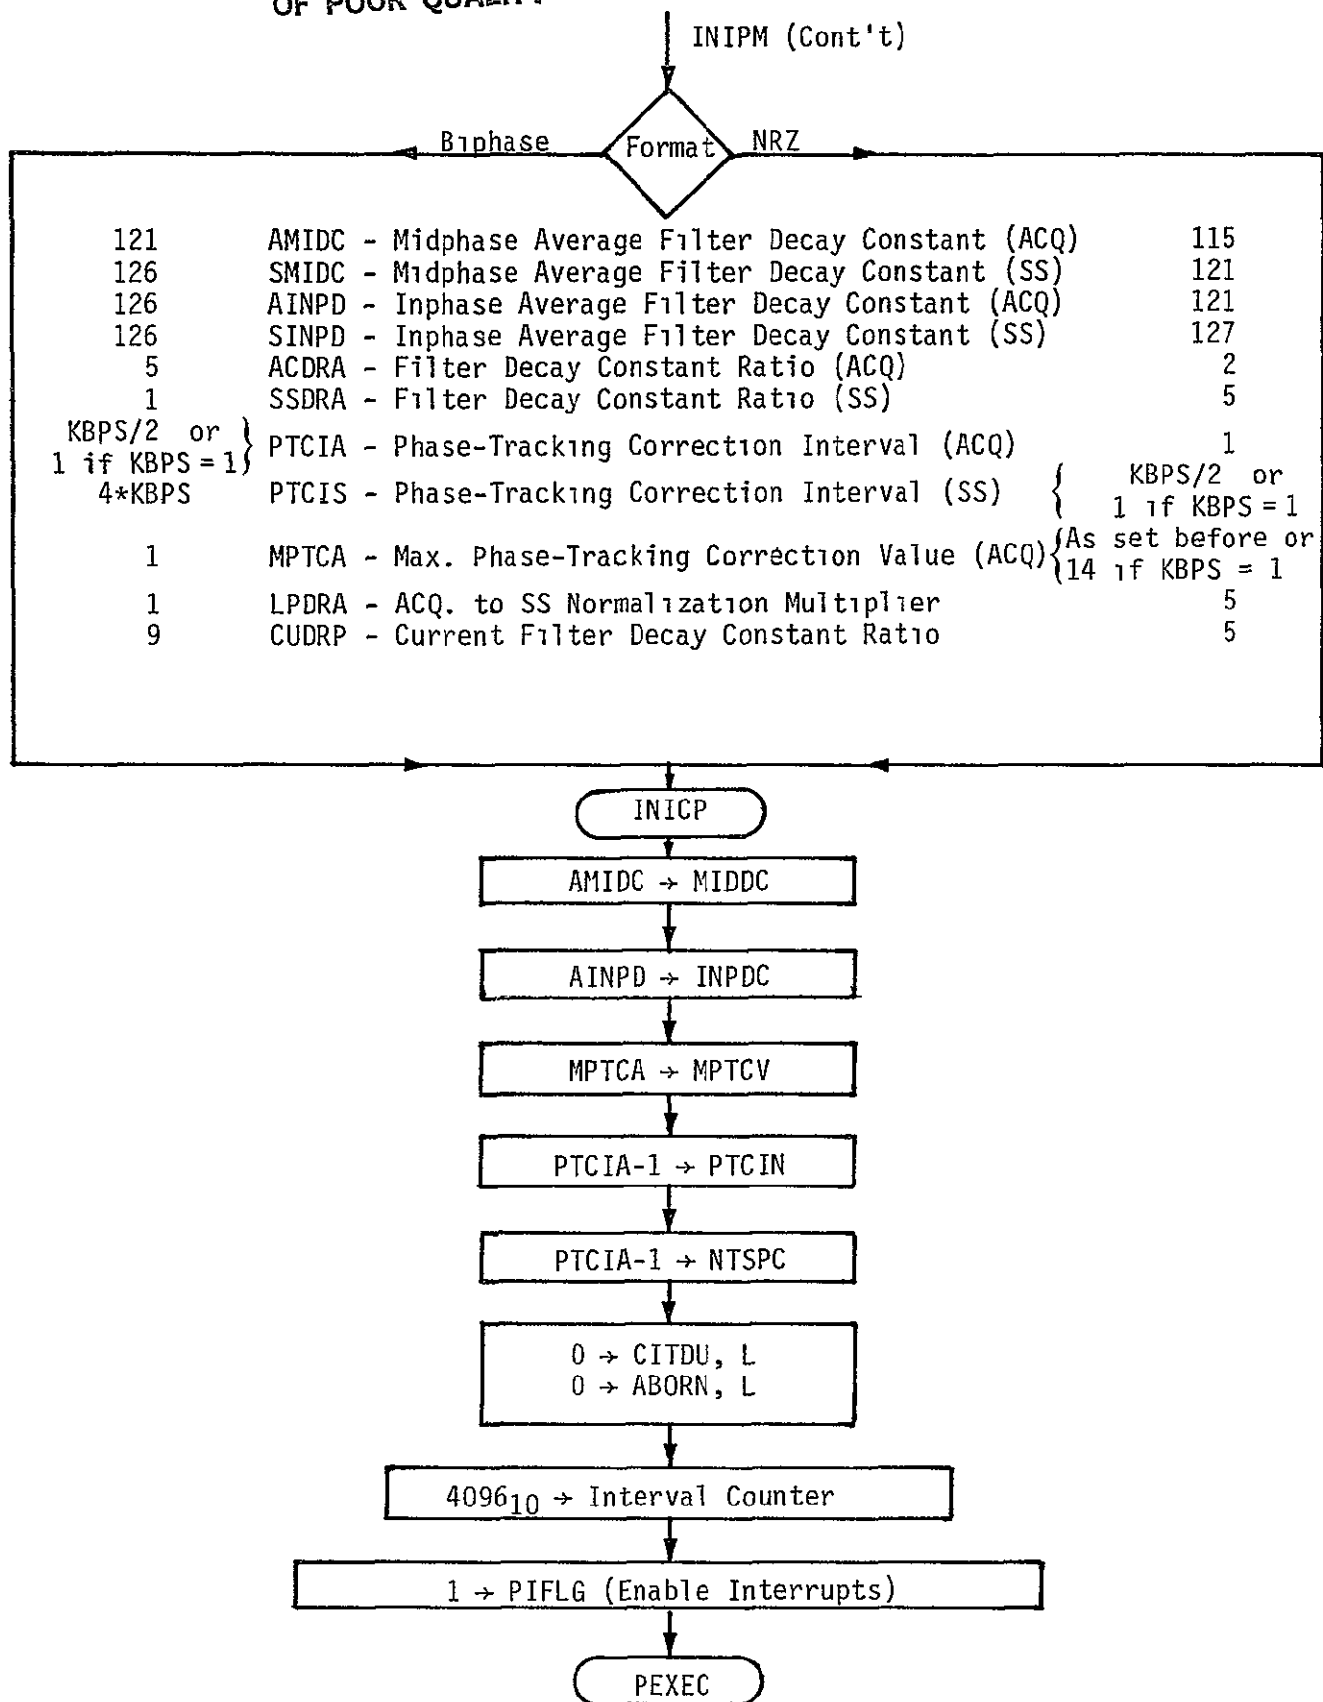 OF POOR QUALITY
INIPM (Cont't)
Biphase Format NRZ
121 AMIDC - Midphase Average Filter Decay Constant (ACQ) 115
126 SMIDC - Midphase Average Filter Decay Constant (SS) 121
126 AINPD - Inphase Average Filter Decay Constant (ACQ) 121
126 SINPD - Inphase Average Filter Decay Constant (SS) 127
5 ACDRA - Filter Decay Constant Ratio (ACQ) 2
1 SSDRA - Filter Decay Constant Ratio (SS) 5
KBPS/2 or
1 if KBPS = 1 } PTCIA - Phase-Tracking Correction Interval (ACQ) 1
4*KBPS PTCIS - Phase-Tracking Correction Interval (SS) { KBPS/2 or
1 if KBPS = 1
1 MPTCA - Max. Phase-Tracking Correction Value (ACQ) { As set before or
14 if KBPS = 1
1 LPDRA - ACQ. to SS Normalization Multiplier 5
9 CUDRP - Current Filter Decay Constant Ratio 5
INICP
AMIDC → MIDDC
AINPD → INPDC
MPTCA → MPTCV
PTCIA-1 → PTCIN
PTCIA-1 → NTSPC
0 → CITDU, L
0 → ABORN, L
4096₁₀ → Interval Counter
1 → PIFLG (Enable Interrupts)
PEXEC